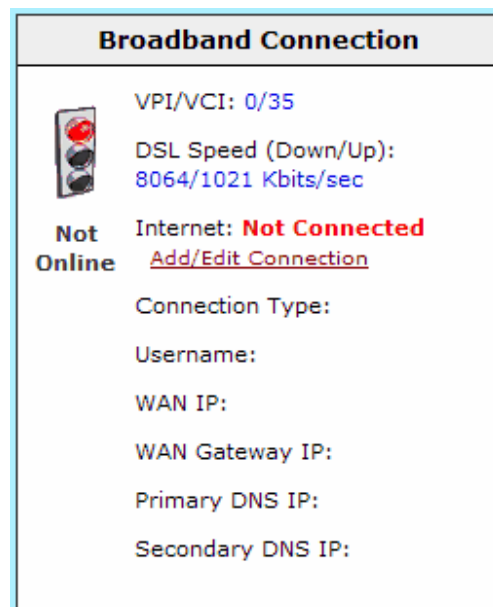 Broadband Connection
VPI/VCI: 0/35
DSL Speed (Down/Up):
8064/1021 Kbits/sec
Not
Online
Internet: Not Connected
Add/Edit Connection
Connection Type:
Username:
WAN IP:
WAN Gateway IP:
Primary DNS IP:
Secondary DNS IP: